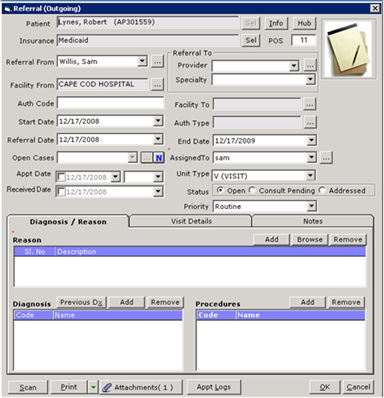 Referral (Outgoing)
Patient Lynes, Robert (AP301559) Sel Info Hub
Insurance Medicaid Sel POS 11
Referral From Willis, Sam ... Referral To
Provider ...
Specialty
Facility From CAPE COD HOSPITAL ...
Auth Code Facility To ...
Start Date 12/17/2008 Auth Type ...
Referral Date 12/17/2008 End Date 12/17/2009
Open Cases ... N AssignedTo sam ...
Appt Date 12/17/2008 Unit Type V (VISIT)
Received Date 12/17/2008 Status Open Consult Pending Addressed
Priority Routine
Diagnosis / Reason Visit Details Notes
Reason Add Browse Remove
Sl. No Description
Diagnosis Previous Dx Add Remove Procedures Add Remove
Code Name Code Name
Scan Print Attachments( 1 ) Appt Logs OK Cancel